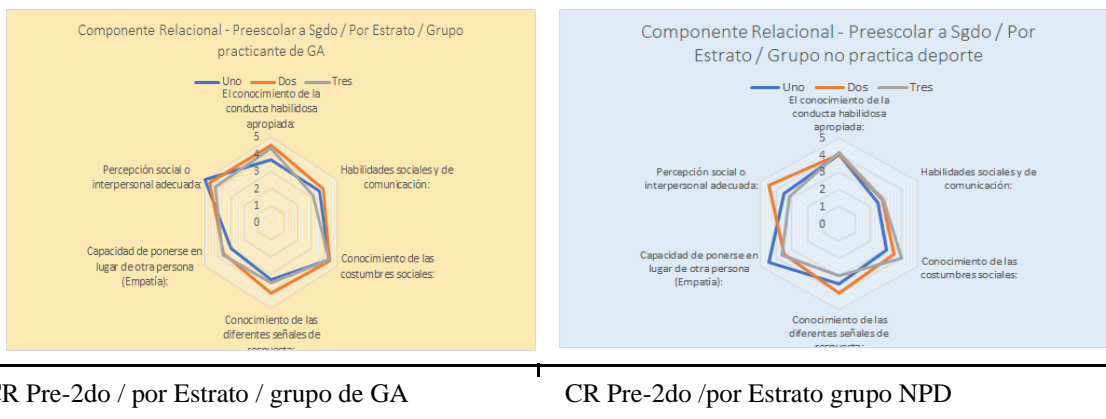 Componente Relacional - Preescolar a Sgdo / Por Estrato / Grupo
practicante de GA
Uno Dos Tres
El conocimiento de la
conducta habilidosa
apropiada:
5
4
3
2
1
0
Habilidades sociales y de
comunicación:
Conocimiento de las
costumbres sociales:
Conocimiento de las
diferentes señales de
respuesta:
Capacidad de ponerse en
lugar de otra persona
(Empatía):
Percepción social o
interpersonal adecuada:
Componente Relacional - Preescolar a Sgdo / Por
Estrato / Grupo no practica deporte
Uno Dos Tres
El conocimiento de la
conducta habilidosa
apropiada:
5
4
3
2
1
0
Habilidades sociales y de
comunicación:
Conocimiento de las
costumbres sociales:
Conocimiento de las
diferentes señales de
respuesta:
Capacidad de ponerse en
lugar de otra persona
(Empatía):
Percepción social o
interpersonal adecuada:
CR Pre-2do / por Estrato / grupo de GA
CR Pre-2do /por Estrato grupo NPD